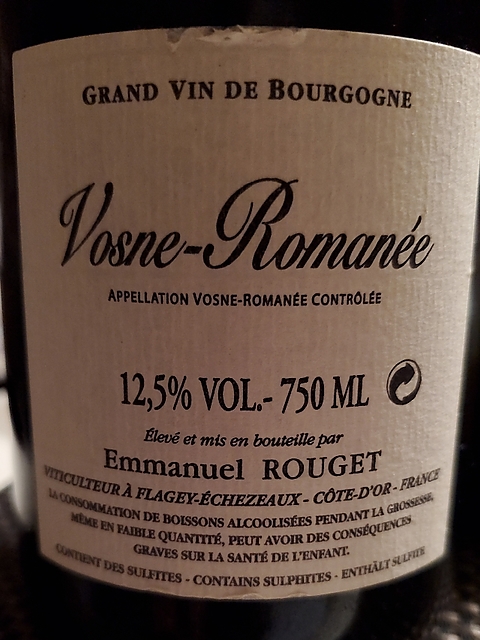 GRAND VIN DE BOURGOGNE
Vosne-Romanée
APPELLATION VOSNE-ROMANÉE CONTRÔLÉE
12,5% VOL.- 750 ML
Élevé et mis en bouteille par
Emmanuel ROUGET
VITICULTEUR À FLAGEY-ÉCHEZEAUX - CÔTE-D'OR - FRANCE
LA CONSOMMATION DE BOISSONS ALCOOLISÉES PENDANT LA GROSSESSE,
MÊME EN FAIBLE QUANTITÉ, PEUT AVOIR DES CONSÉQUENCES
GRAVES SUR LA SANTÉ DE L'ENFANT.
CONTIENT DES SULFITES - CONTAINS SULPHITES - ENTHÄLT SULFITE